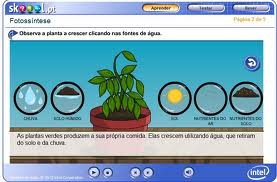 skoool.pt
Aprender
Testar
Rever
Fotossíntese
Página 2 de 5
Observa a planta a crescer clicando nas fontes de água.
CHUVA
SOLO HÚMIDO
SOL
NUTRIENTES DO AR
NUTRIENTES DO SOLO
As plantas verdes produzem a sua própria comida. Elas crescem utilizando água, que retiram
do solo e da chuva.
intel